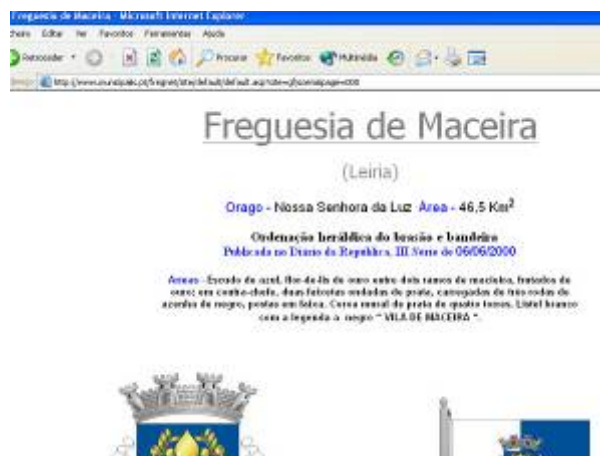 Freguesia de Maceira - Microsoft Internet Explorer
Editar Ver Favoritos Ferramentas Ajuda
Retroceder Procurar Favoritos Multimédia
Freguesia de Maceira
(Leiria)
Orago - Nossa Senhora da Luz Área - 46,5 Km²
Ordenação heráldica do brasão e bandeira
Publicada no Diário da República, III Série de 06/06/2000
Armas - Escudo de azul, flor-de-lis de ouro entre dois ramos de macieira, frutados de
ouro; em contra-chefe, duas faixetas ondadas de prata, carregadas de três rodas de
azenha de negro, postas em faixa. Coroa mural de prata de quatro torres. Listel branco
com a legenda a negro " VILA DE MACEIRA ".